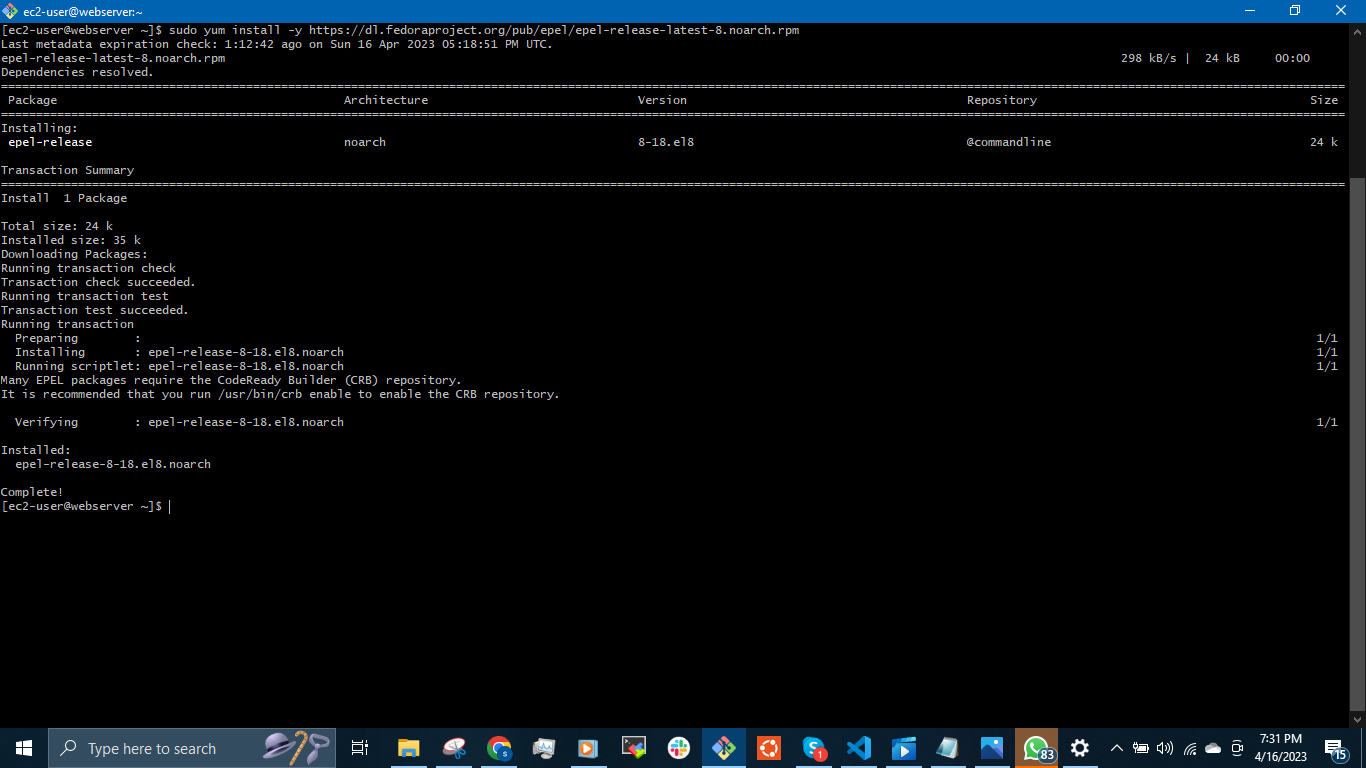 ec2-user@webserver:~
[ec2-user@webserver ~]$ sudo yum install -y https://dl.fedoraproject.org/pub/epel/epel-release-latest-8.noarch.rpm
Last metadata expiration check: 1:12:42 ago on Sun 16 Apr 2023 05:18:51 PM UTC.
epel-release-latest-8.noarch.rpm 298 kB/s | 24 kB 00:00
Dependencies resolved.
Package Architecture Version Repository Size
Installing:
epel-release noarch 8-18.el8 @commandline 24 k
Transaction Summary
Install 1 Package
Total size: 24 k
Installed size: 35 k
Downloading Packages:
Running transaction check
Transaction check succeeded.
Running transaction test
Transaction test succeeded.
Running transaction
Preparing : 1/1
Installing : epel-release-8-18.el8.noarch 1/1
Running scriptlet: epel-release-8-18.el8.noarch 1/1
Many EPEL packages require the CodeReady Builder (CRB) repository.
It is recommended that you run /usr/bin/crb enable to enable the CRB repository.
Verifying : epel-release-8-18.el8.noarch 1/1
Installed:
epel-release-8-18.el8.noarch
Complete!
[ec2-user@webserver ~]$
Type here to search
S
1
83
7:31 PM
4/16/2023
15